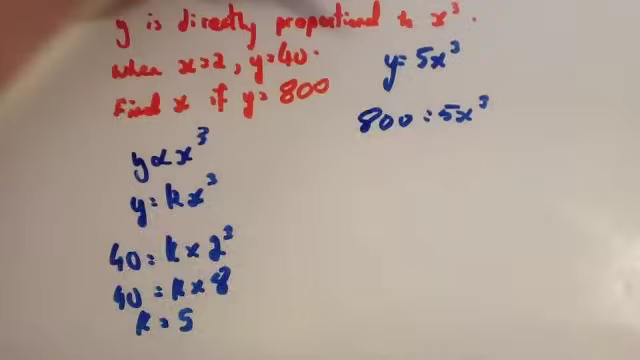 y is directly proportional to x³.
when x=2, y=40.
Find x if y= 800
y∝x³
y=kx³
40=k×2³
40=k×8
k=5
y=5x³
800=5x³